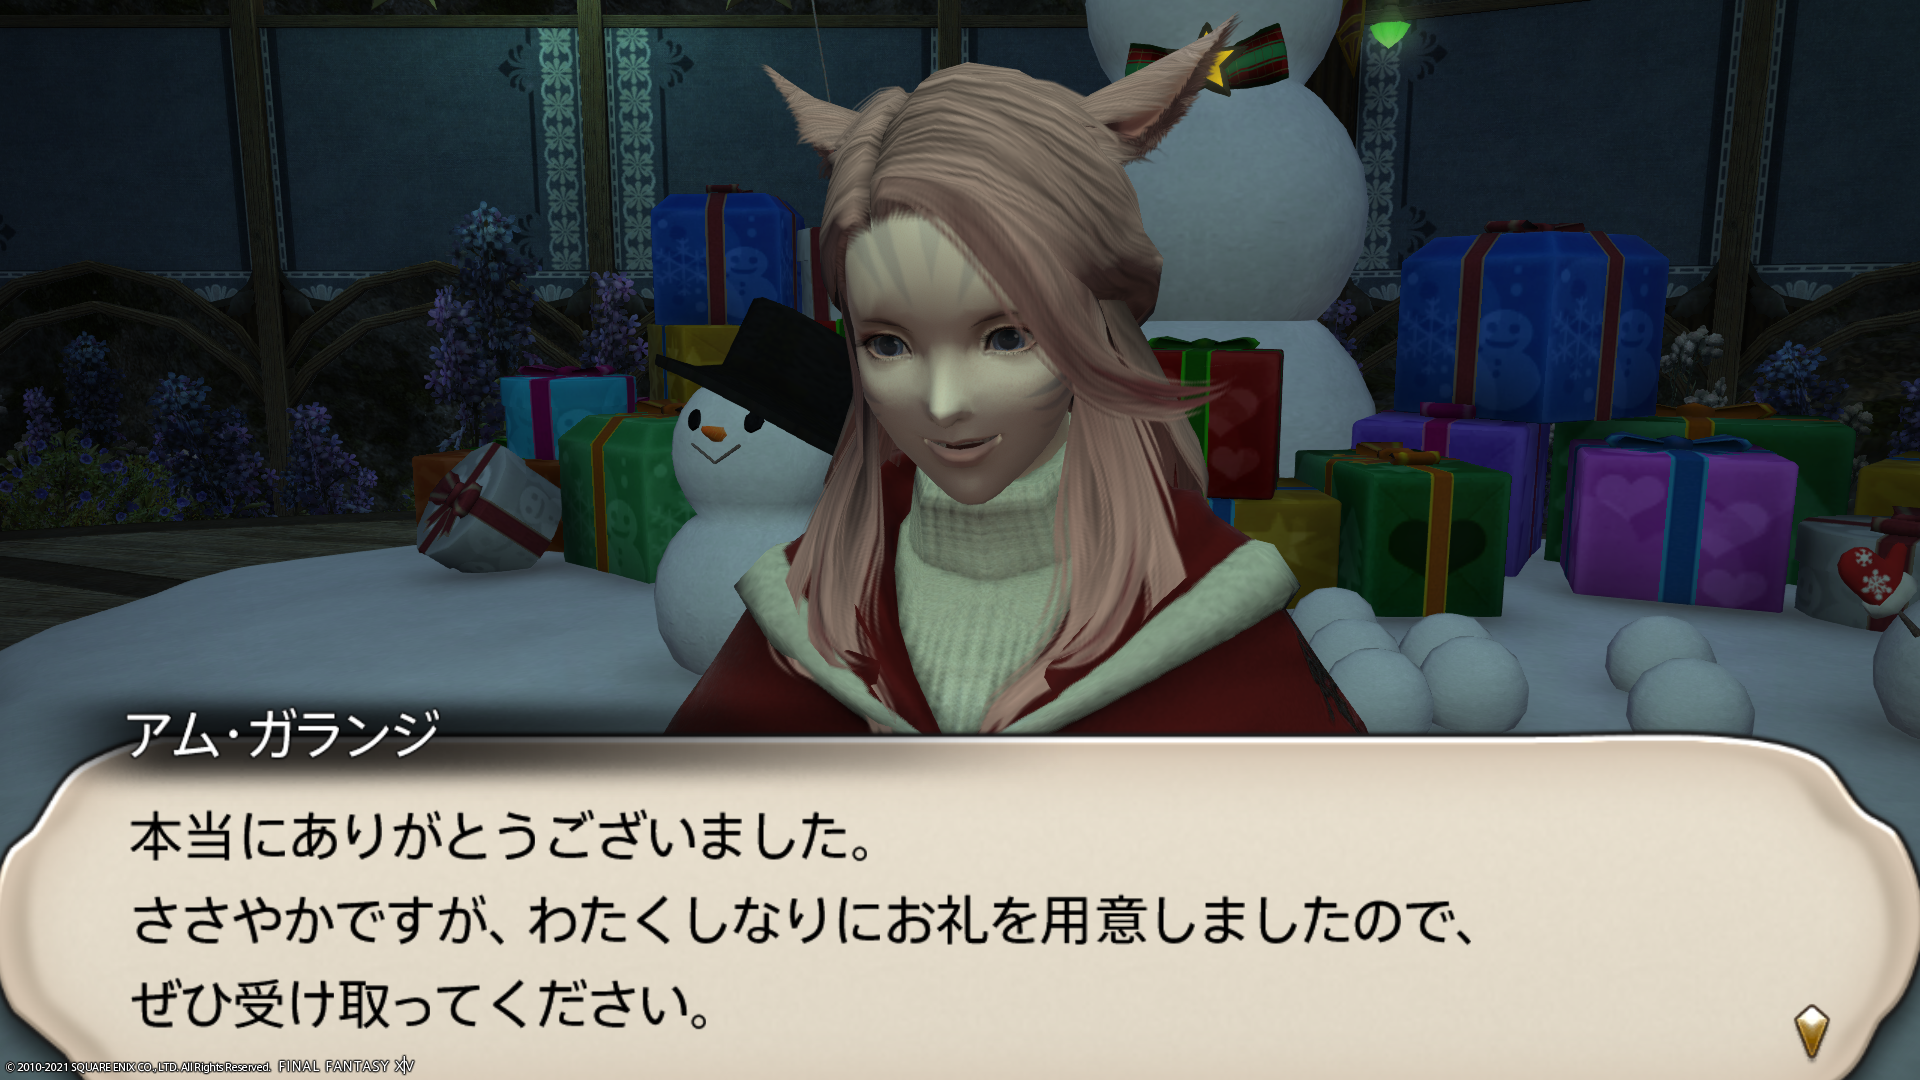 アム・ガランジ
本当にありがとうございました。
ささやかですが、わたくしなりにお礼を用意しましたので、
ぜひ受け取ってください。
© 2010-2021 SQUARE ENIX CO., LTD. All Rights Reserved. FINAL FANTASY XIV